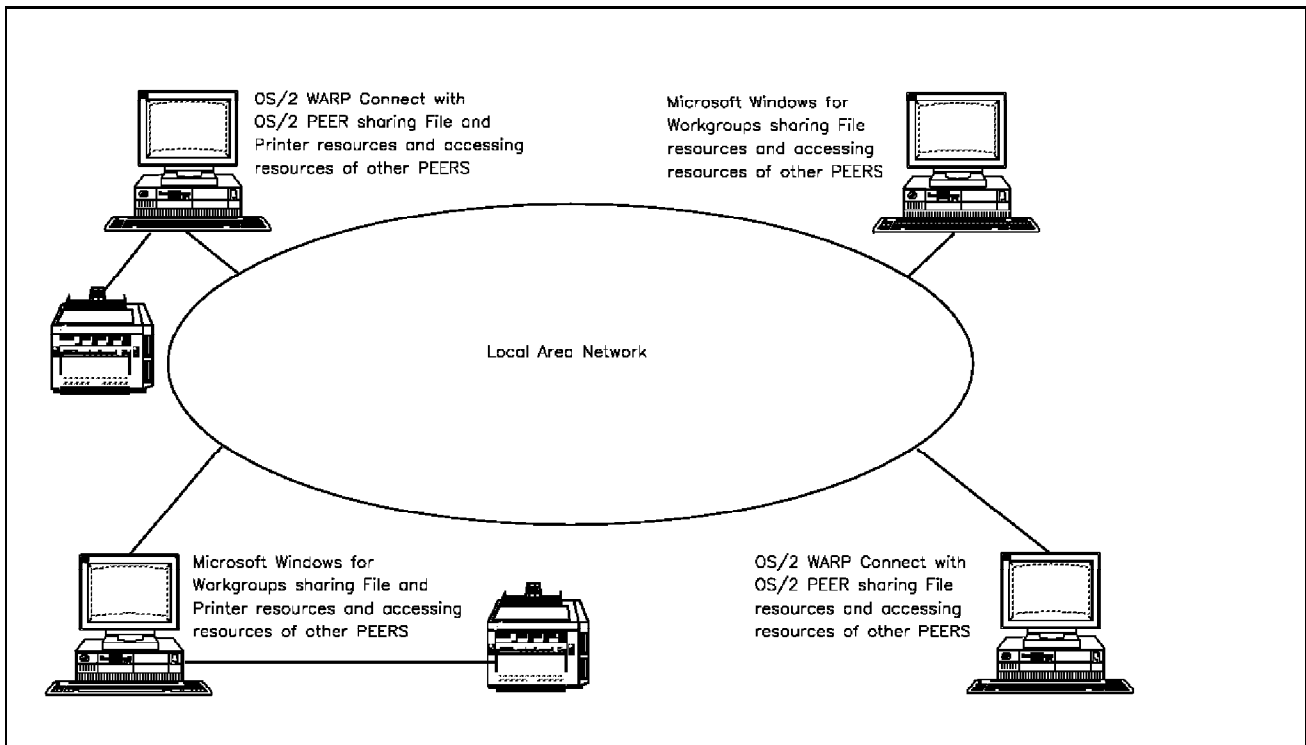 OS/2 WARP Connect with
OS/2 PEER sharing File and
Printer resources and accessing
resources of other PEERS
Microsoft Windows for
Workgroups sharing File
resources and accessing
resources of other PEERS
Local Area Network
Microsoft Windows for
Workgroups sharing File and
Printer resources and accessing
resources of other PEERS
OS/2 WARP Connect with
OS/2 PEER sharing File
resources and accessing
resources of other PEERS